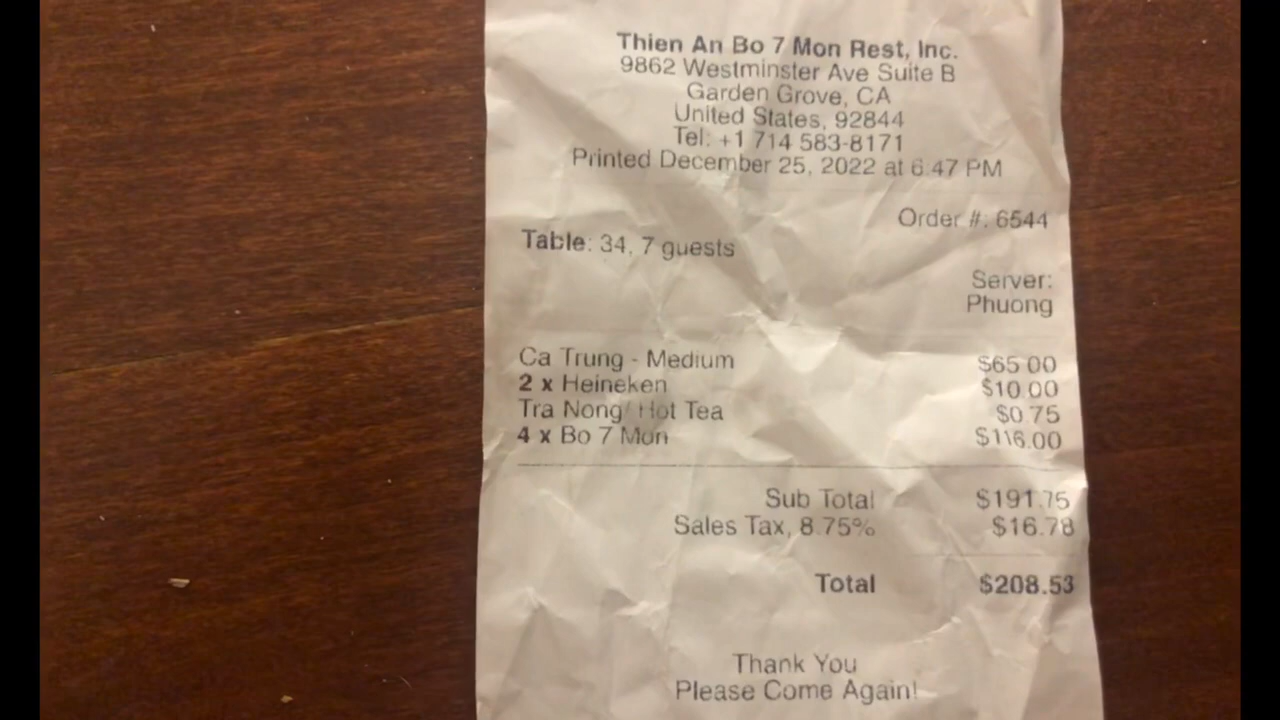 Thien An Bo 7 Mon Rest, Inc.
9862 Westminster Ave Suite B
Garden Grove, CA
United States, 92844
Tel: +1 714 583-8171
Printed December 25, 2022 at 6:47 PM
Order #: 6544
Table: 34, 7 guests
Server:
Phuong
Ca Trung - Medium $65.00
2 x Heineken $10.00
Tra Nong/ Hot Tea $0.75
4 x Bo 7 Mon $116.00
Sub Total $191.75
Sales Tax, 8.75% $16.78
Total $208.53
Thank You
Please Come Again!